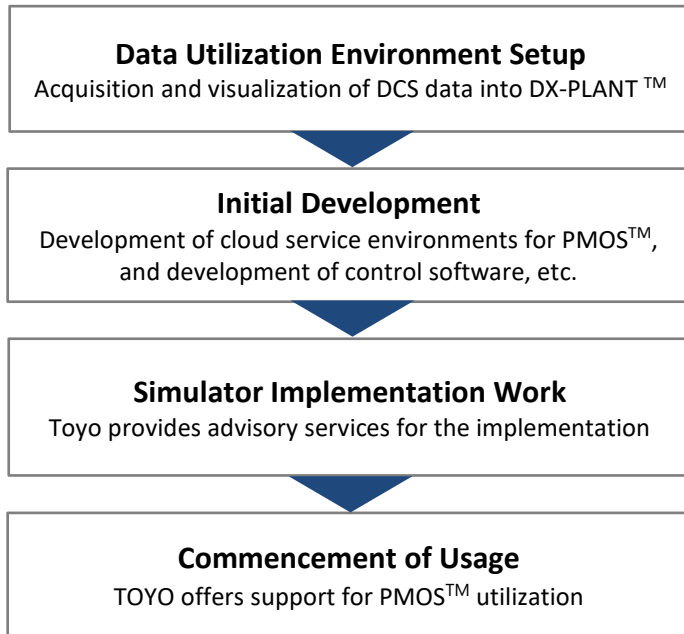 Data Utilization Environment Setup
Acquisition and visualization of DCS data into DX-PLANT ™
Initial Development
Development of cloud service environments for PMOS™,
and development of control software, etc.
Simulator Implementation Work
Toyo provides advisory services for the implementation
Commencement of Usage
TOYO offers support for PMOS™ utilization